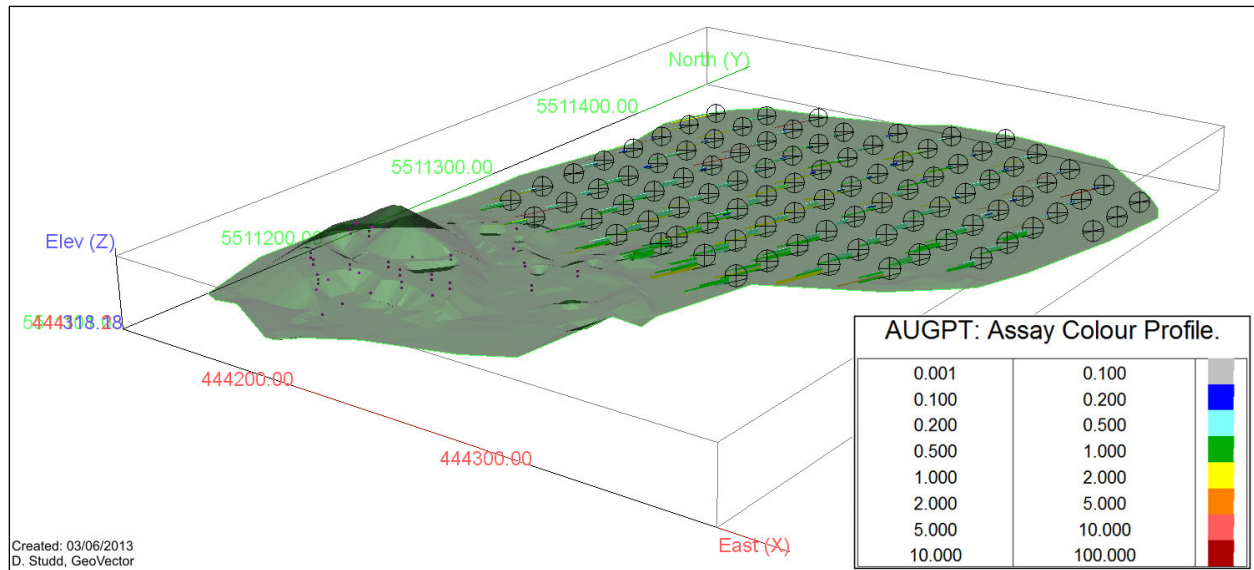 North (Y)
5511400.00
5511300.00
5511200.00
Elev (Z)
444200.00
444300.00
East (X)
AUGPT: Assay Colour Profile.
0.001 0.100
0.100 0.200
0.200 0.500
0.500 1.000
1.000 2.000
2.000 5.000
5.000 10.000
10.000 100.000
Created: 03/06/2013
D. Studd, GeoVector